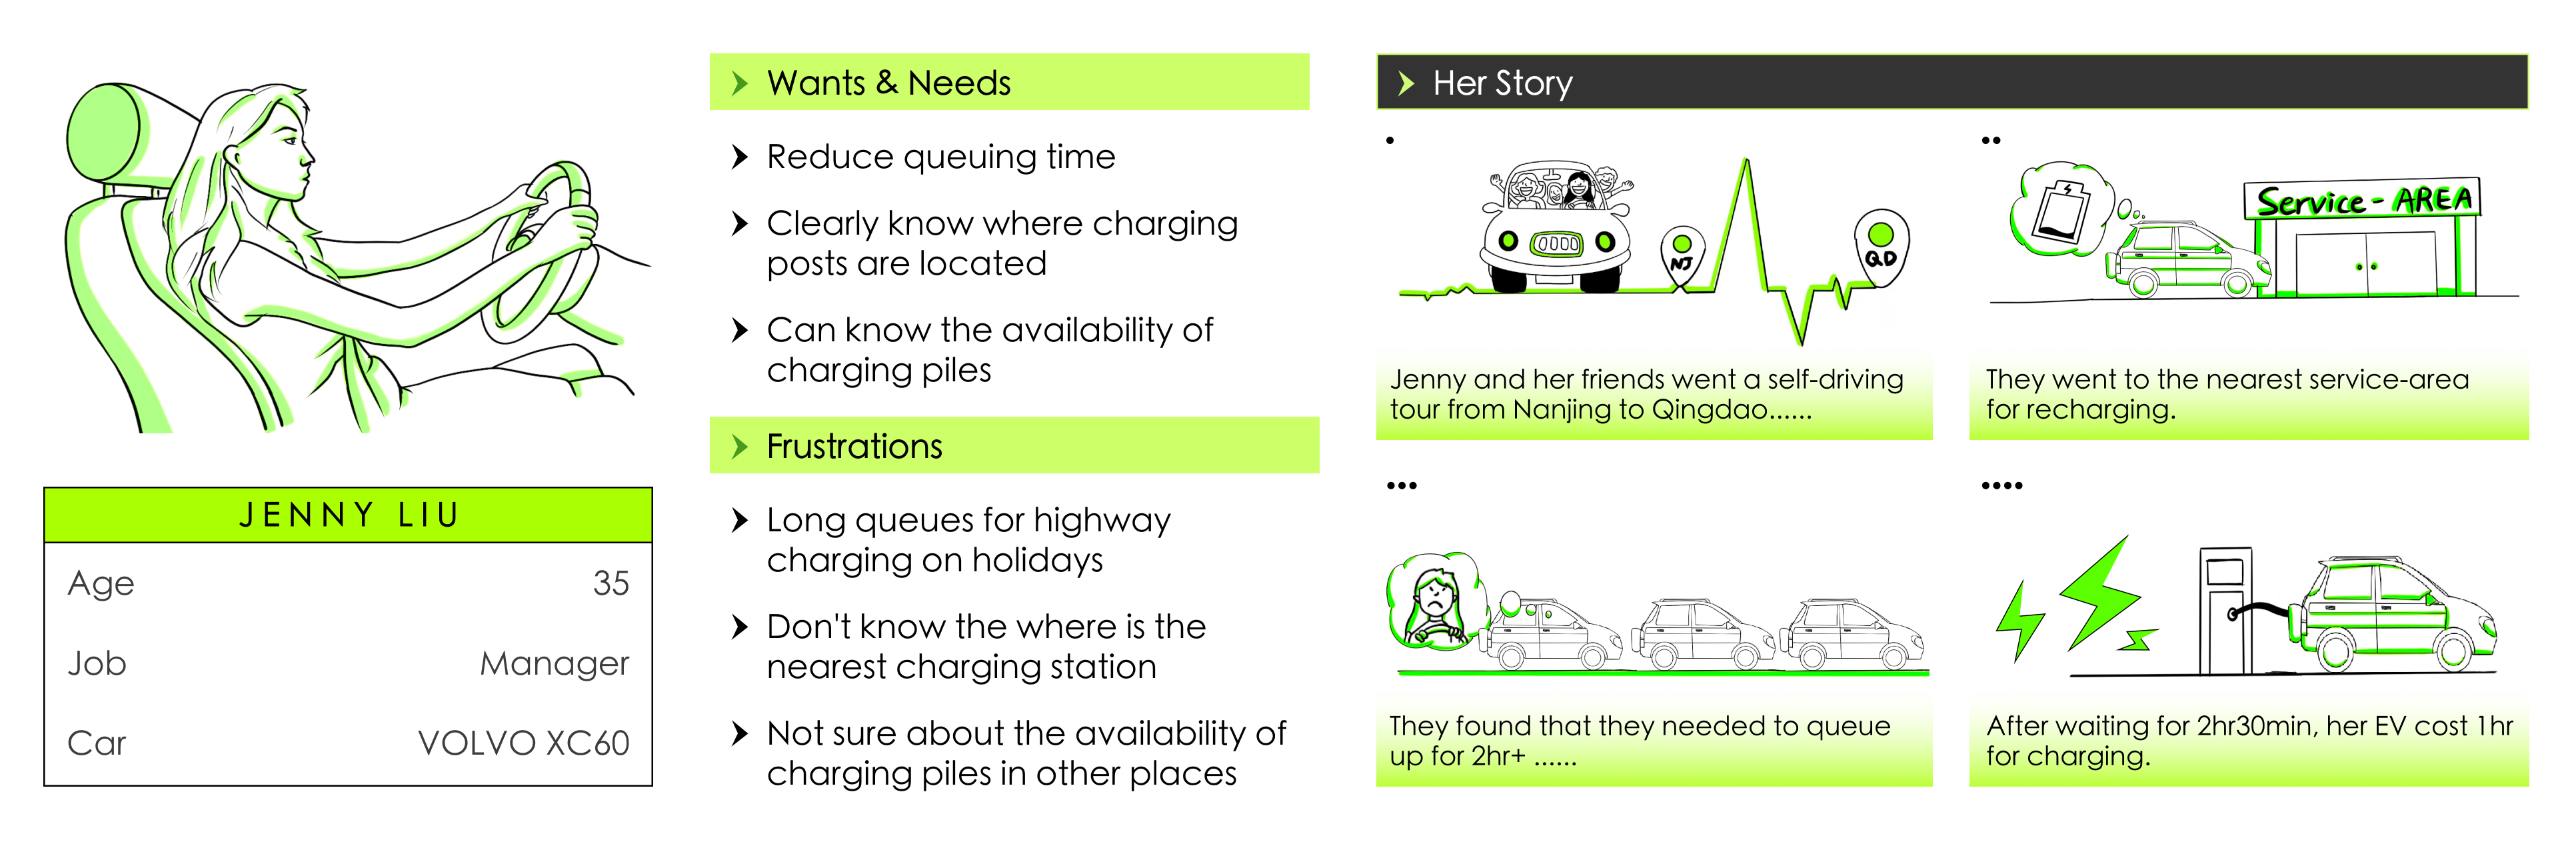 JENNY LIU
Age 35
Job Manager
Car VOLVO XC60
Wants & Needs
Reduce queuing time
Clearly know where charging
posts are located
Can know the availability of
charging piles
Frustrations
Long queues for highway
charging on holidays
Don't know the where is the
nearest charging station
Not sure about the availability of
charging piles in other places
Her Story
NJ
QD
Jenny and her friends went a self-driving
tour from Nanjing to Qingdao......
Service - AREA
They went to the nearest service-area
for recharging.
They found that they needed to queue
up for 2hr+ ......
After waiting for 2hr30min, her EV cost 1hr
for charging.